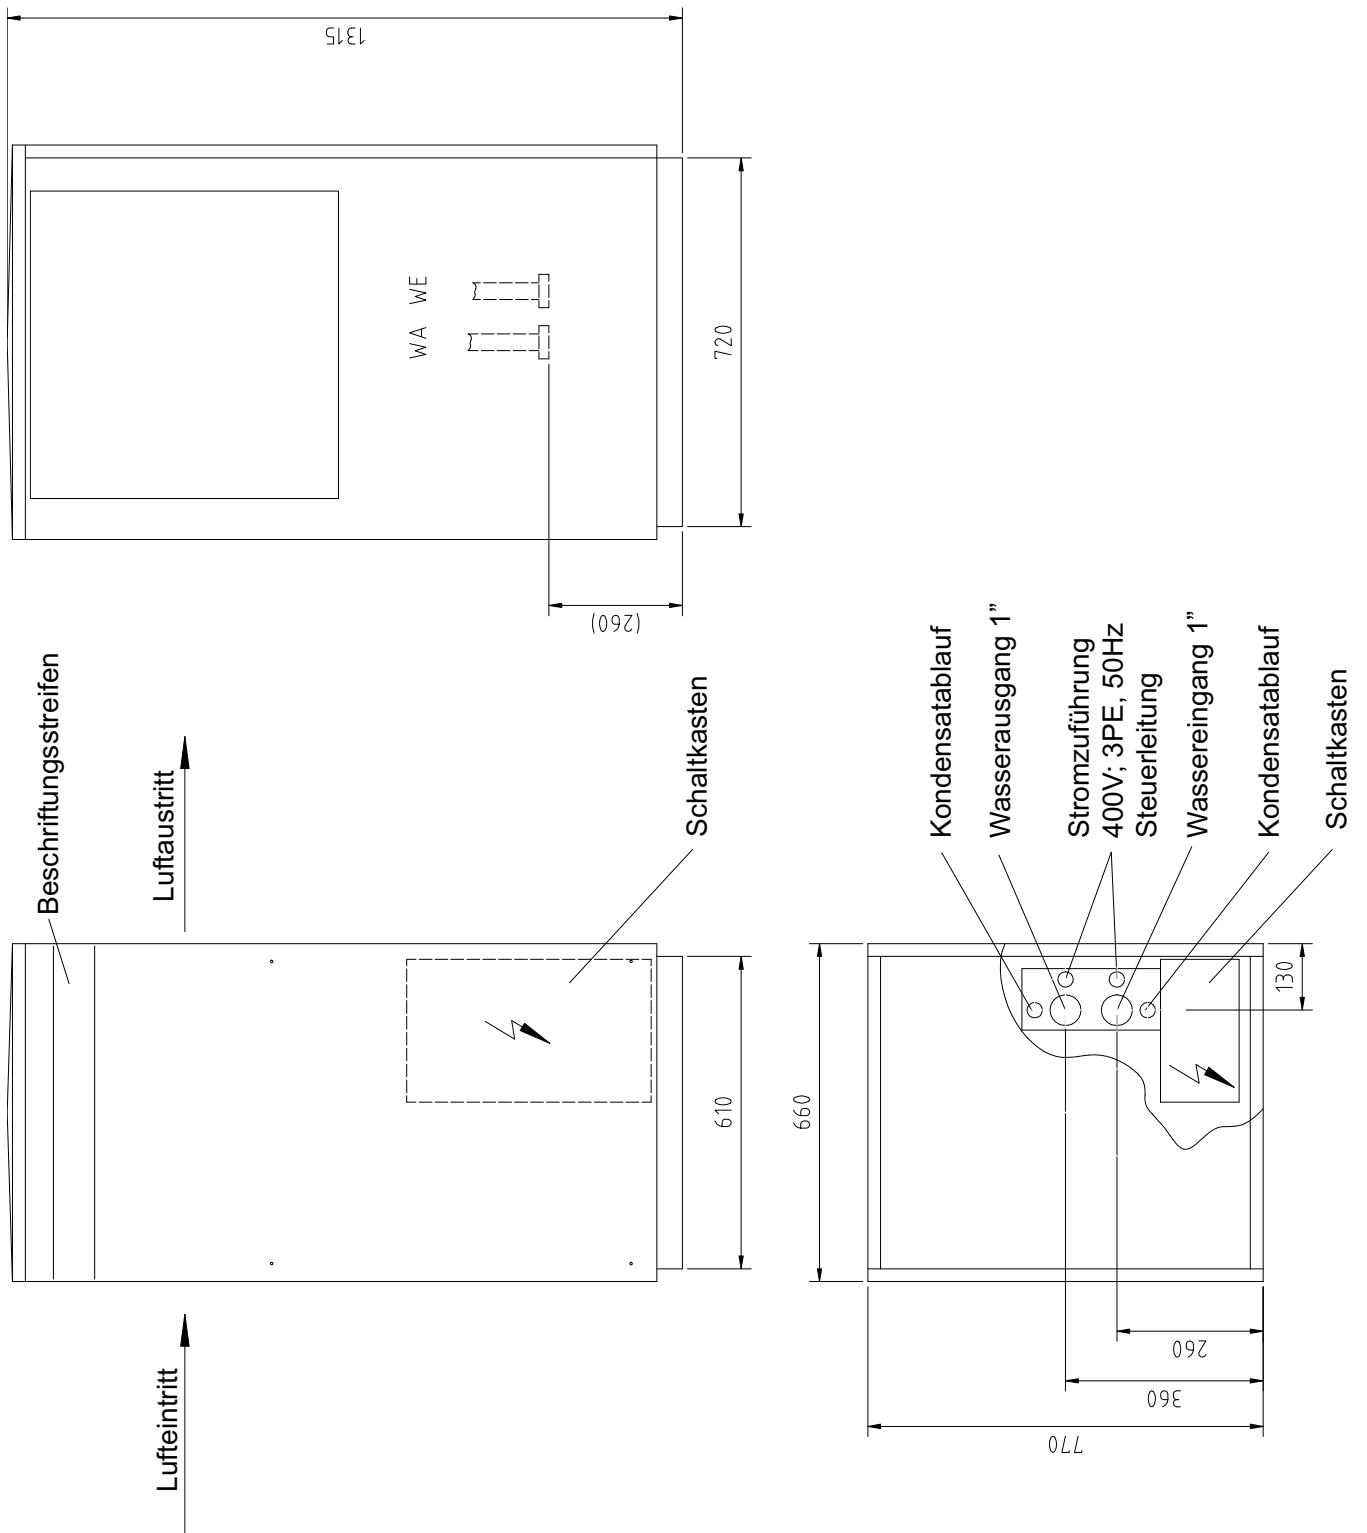 1315
WA WE
720
(260)
Beschriftungsstreifen
Luftaustritt
Lufteintritt
Schaltkasten
610
660
Kondensatablauf
Wasserausgang 1”
Stromzuführung
400V; 3PE, 50Hz
Steuerleitung
Wassereingang 1”
Kondensatablauf
Schaltkasten
130
260
360
770